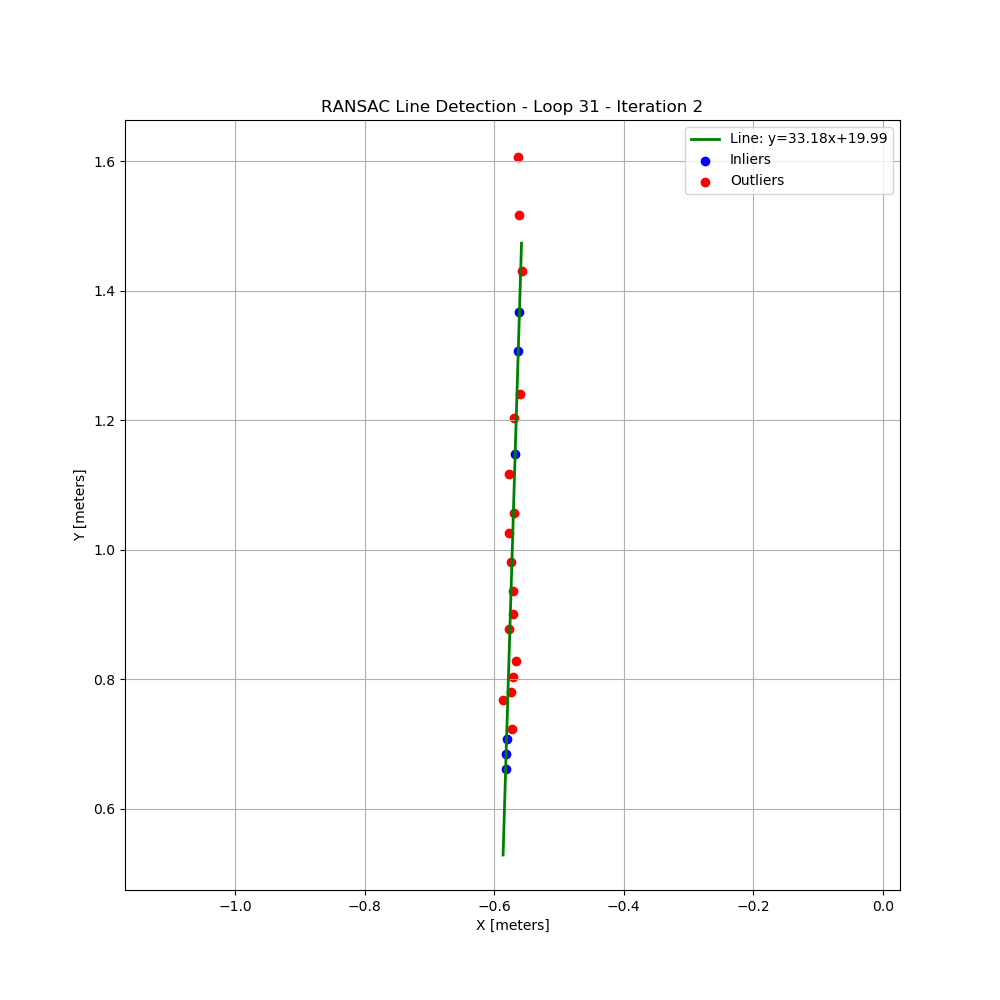 RANSAC Line Detection - Loop 31 - Iteration 2
Line: y=33.18x+19.99
Inliers
Outliers
1.6
1.4
1.2
1.0
0.8
0.6
Y [meters]
−1.0
−0.8
−0.6
−0.4
−0.2
0.0
X [meters]